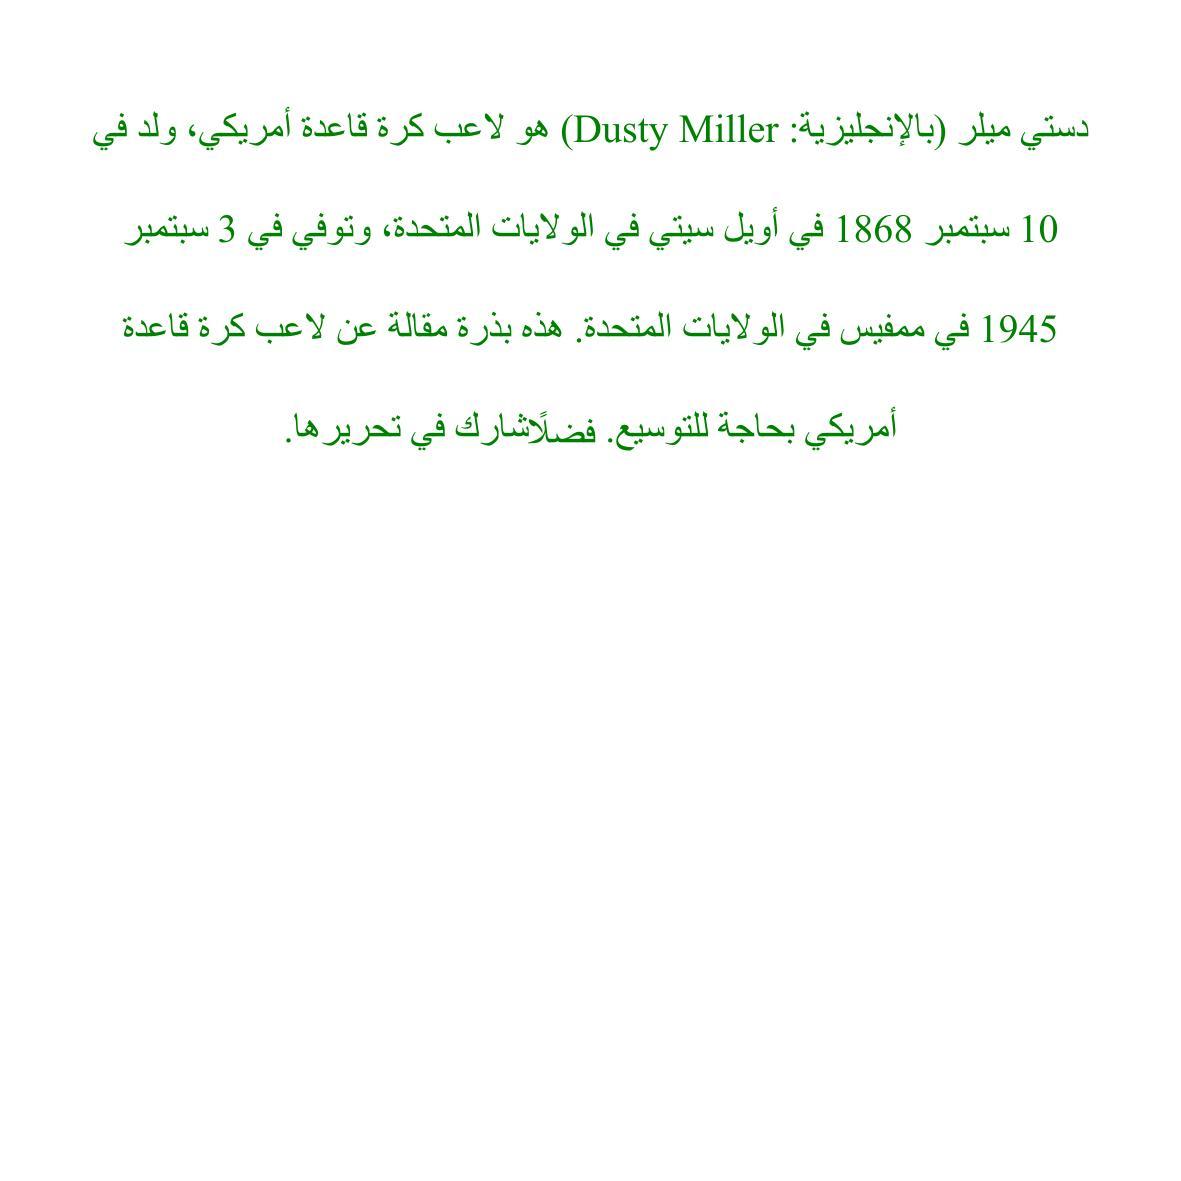 دستي ميلر (بالإنجليزية: Dusty Miller) هو لاعب كرة قاعدة أمريكي، ولد في
10 سبتمبر 1868 في أويل سيتي في الولايات المتحدة، وتوفي في 3 سبتمبر
1945 في ممفيس في الولايات المتحدة. هذه بذرة مقالة عن لاعب كرة قاعدة
أمريكي بحاجة للتوسيع. فضلًاشارك في تحريرها.